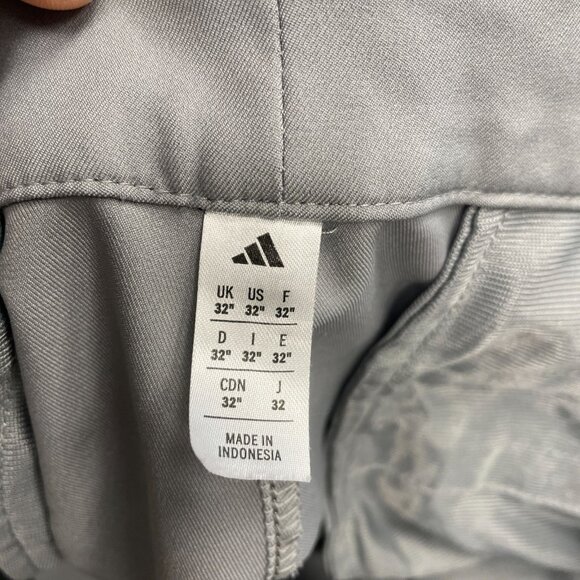 UK US F
32" 32" 32"
D I E
32" 32" 32"
CDN J
32" 32
MADE IN
INDONESIA